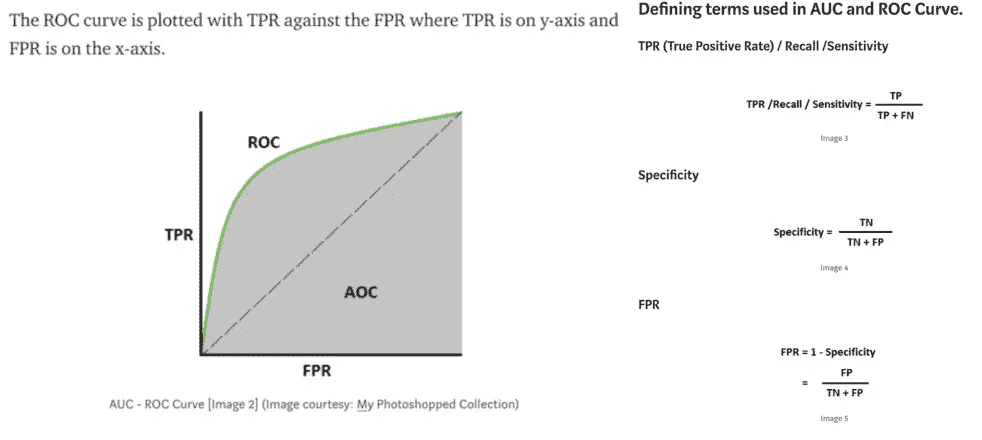 The ROC curve is plotted with TPR against the FPR where TPR is on y-axis and
FPR is on the x-axis.
ROC
TPR
AOC
FPR
AUC - ROC Curve [Image 2] (Image courtesy: My Photoshopped Collection)
Defining terms used in AUC and ROC Curve.
TPR (True Positive Rate) / Recall /Sensitivity
TPR /Recall / Sensitivity = TP
TP + FN
Image 3
Specificity
Specificity = TN
TN + FP
Image 4
FPR
FPR = 1 - Specificity
= FP
TN + FP
Image 5